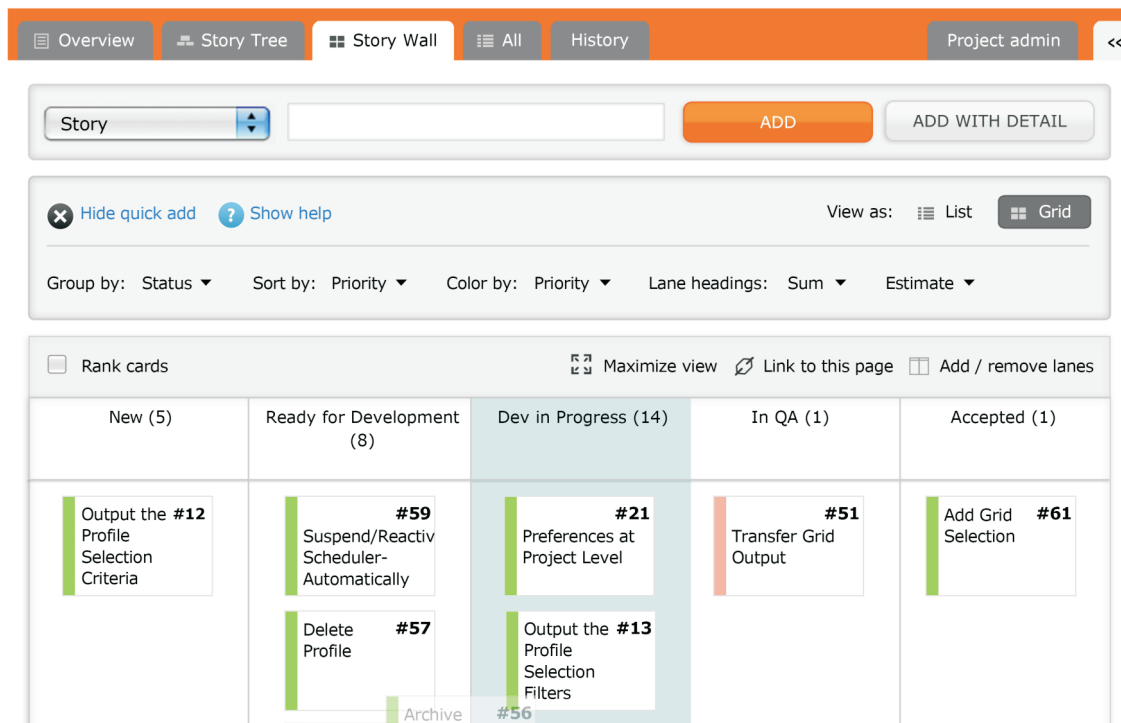 Overview
Story Tree
Story Wall
All
History
Project admin
<<
Story
ADD
ADD WITH DETAIL
Hide quick add
? Show help
View as:
List
Grid
Group by: Status
Sort by: Priority
Color by: Priority
Lane headings: Sum
Estimate
Rank cards
Maximize view
Link to this page
Add / remove lanes
New (5)
Ready for Development
(8)
Dev in Progress (14)
In QA (1)
Accepted (1)
Output the #12
Profile
Selection
Criteria
#59
Suspend/Reactiv
Scheduler-
Automatically
#21
Preferences at
Project Level
#51
Transfer Grid
Output
Add Grid #61
Selection
Delete #57
Profile
Output the #13
Profile
Selection
Filters
Archive #56